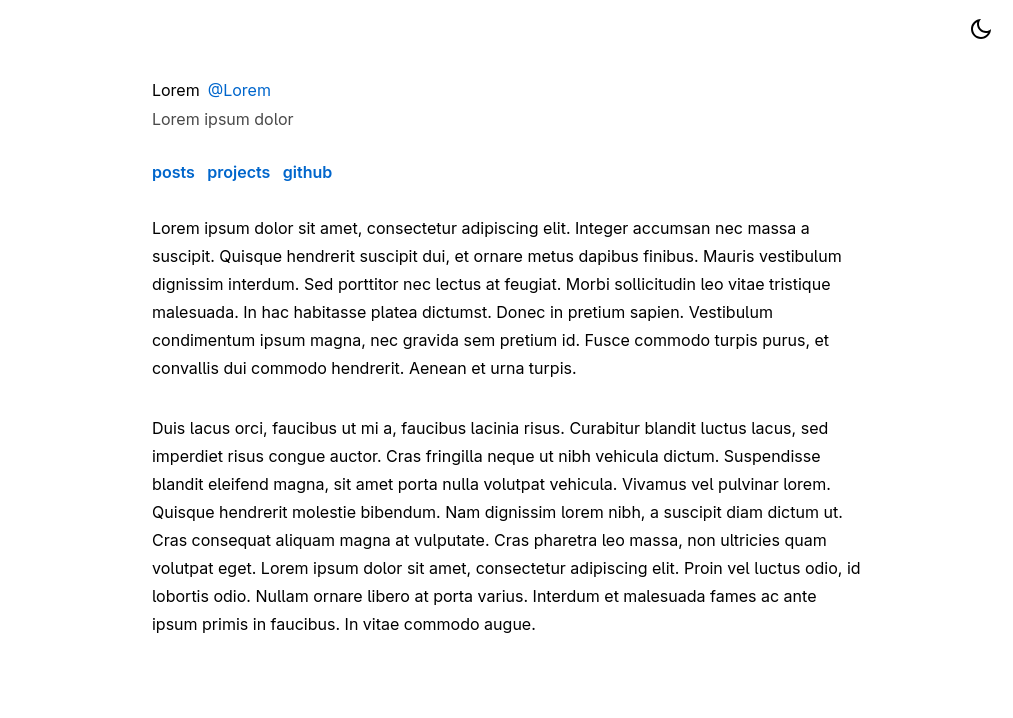 Lorem @Lorem
Lorem ipsum dolor
posts projects github
Lorem ipsum dolor sit amet, consectetur adipiscing elit. Integer accumsan nec massa a
suscipit. Quisque hendrerit suscipit dui, et ornare metus dapibus finibus. Mauris vestibulum
dignissim interdum. Sed porttitor nec lectus at feugiat. Morbi sollicitudin leo vitae tristique
malesuada. In hac habitasse platea dictumst. Donec in pretium sapien. Vestibulum
condimentum ipsum magna, nec gravida sem pretium id. Fusce commodo turpis purus, et
convallis dui commodo hendrerit. Aenean et urna turpis.
Duis lacus orci, faucibus ut mi a, faucibus lacinia risus. Curabitur blandit luctus lacus, sed
imperdiet risus congue auctor. Cras fringilla neque ut nibh vehicula dictum. Suspendisse
blandit eleifend magna, sit amet porta nulla volutpat vehicula. Vivamus vel pulvinar lorem.
Quisque hendrerit molestie bibendum. Nam dignissim lorem nibh, a suscipit diam dictum ut.
Cras consequat aliquam magna at vulputate. Cras pharetra leo massa, non ultricies quam
volutpat eget. Lorem ipsum dolor sit amet, consectetur adipiscing elit. Proin vel luctus odio, id
lobortis odio. Nullam ornare libero at porta varius. Interdum et malesuada fames ac ante
ipsum primis in faucibus. In vitae commodo augue.